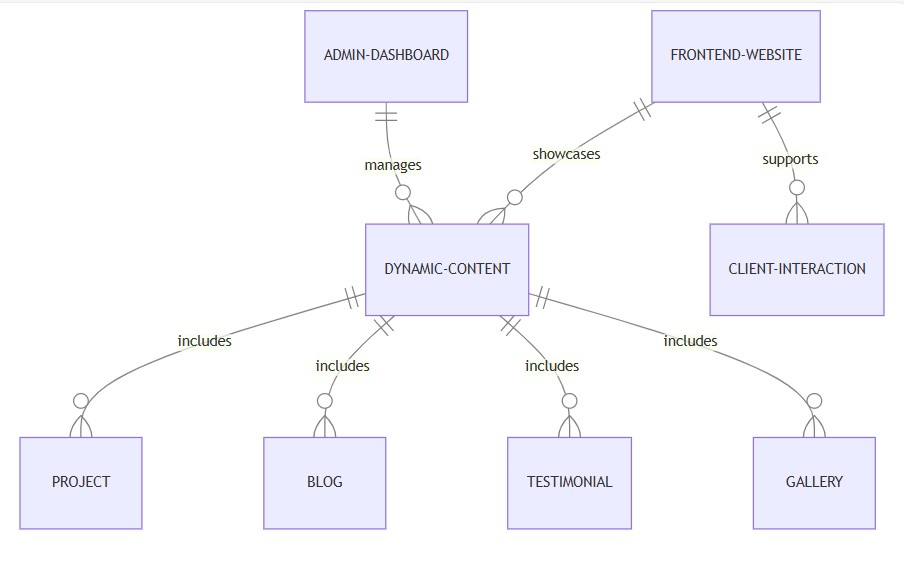 ADMIN-DASHBOARD
FRONTEND-WEBSITE
manages
showcases
supports
DYNAMIC-CONTENT
CLIENT-INTERACTION
includes
includes
includes
includes
PROJECT
BLOG
TESTIMONIAL
GALLERY